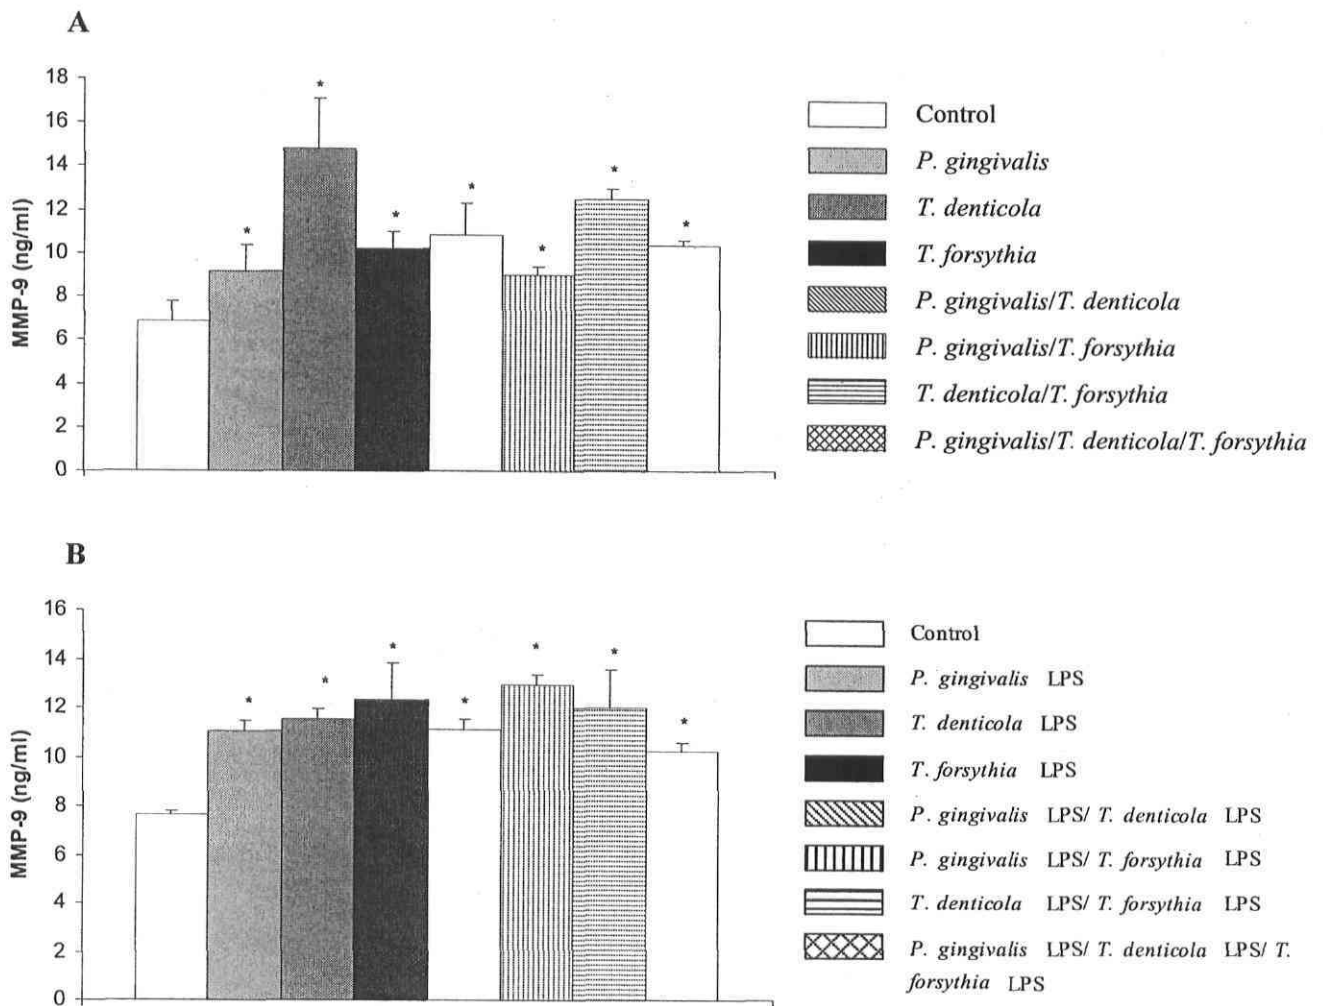 A
18
16
14
12
10
8
6
4
2
0
MMP-9 (ng/ml)
*
*
*
*
*
*
*
Control
P. gingivalis
T. denticola
T. forsythia
P. gingivalis/T. denticola
P. gingivalis/T. forsythia
T. denticola/T. forsythia
P. gingivalis/T. denticola/T. forsythia
B
16
14
12
10
8
6
4
2
0
MMP-9 (ng/ml)
*
*
*
*
*
*
*
Control
P. gingivalis LPS
T. denticola LPS
T. forsythia LPS
P. gingivalis LPS/ T. denticola LPS
P. gingivalis LPS/ T. forsythia LPS
T. denticola LPS/ T. forsythia LPS
P. gingivalis LPS/ T. denticola LPS/ T.
forsythia LPS